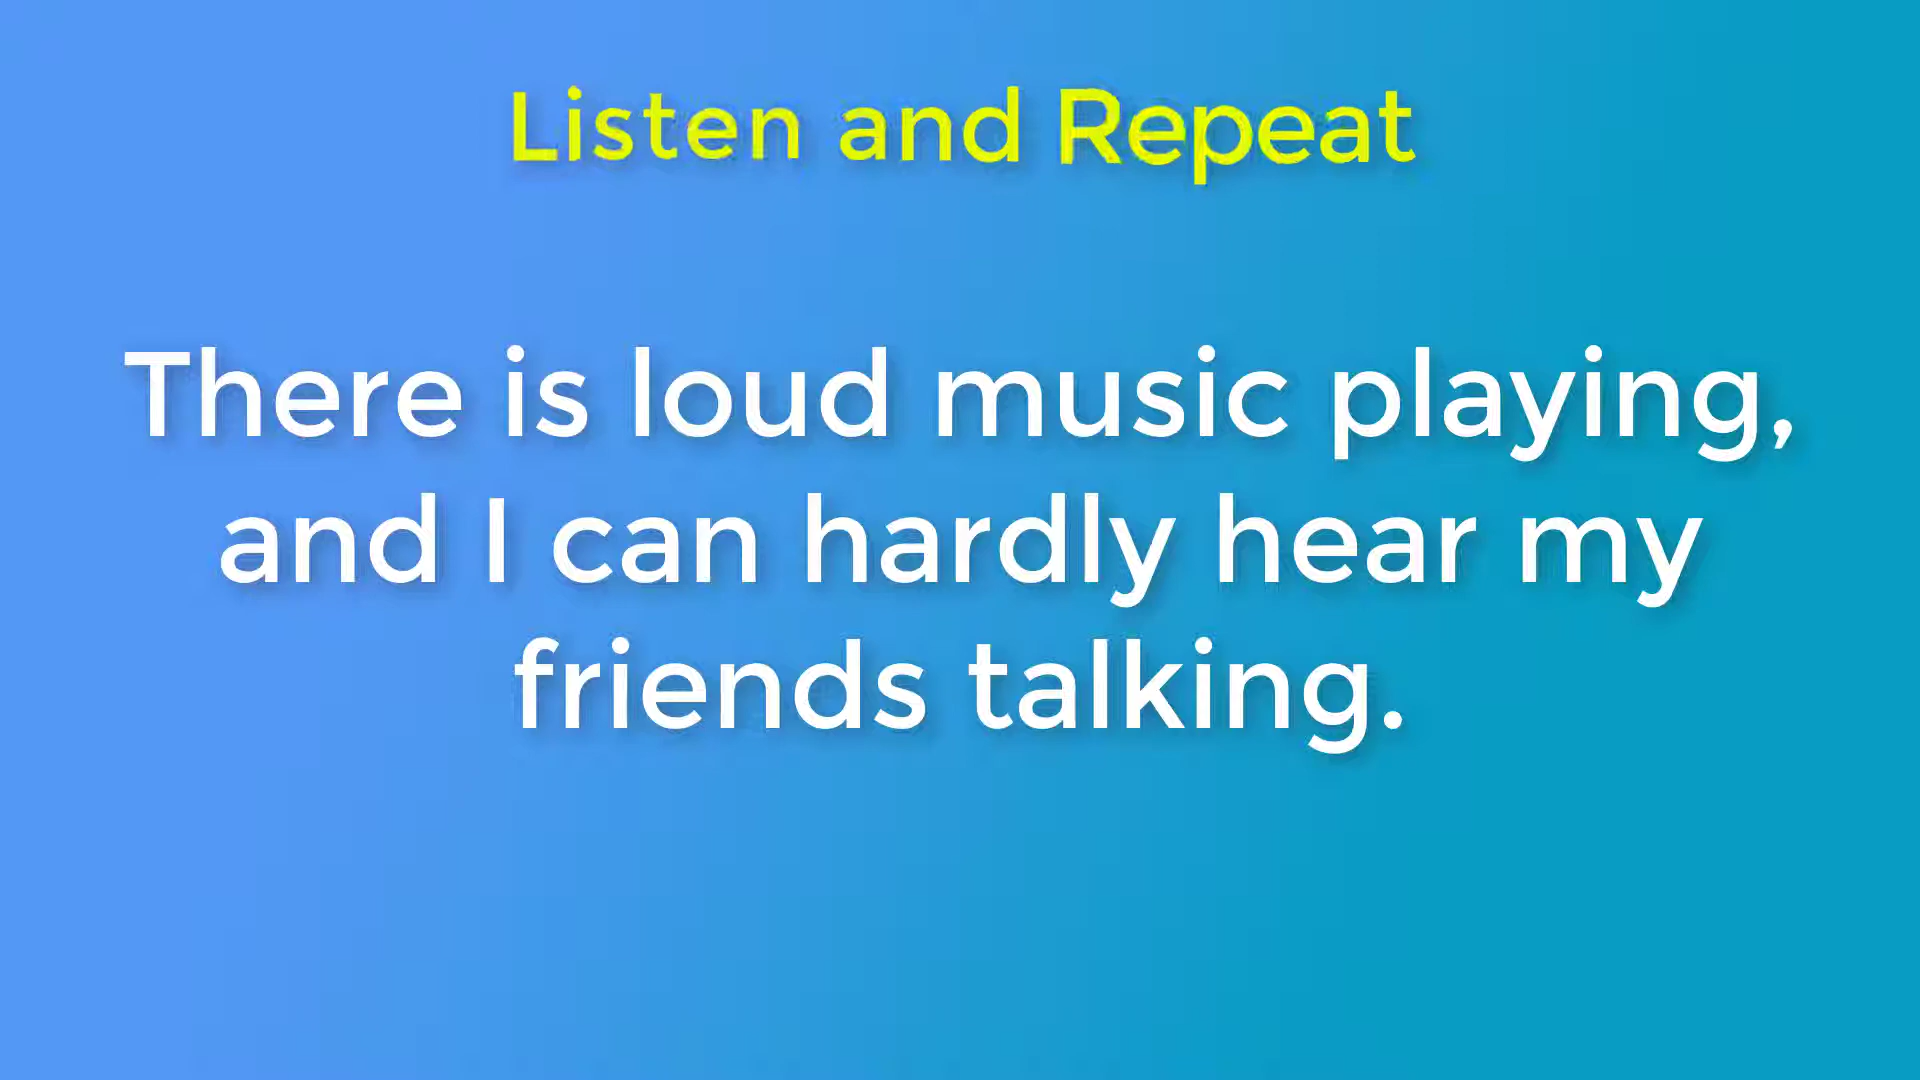 Listen and Repeat
There is loud music playing,
and I can hardly hear my
friends talking.